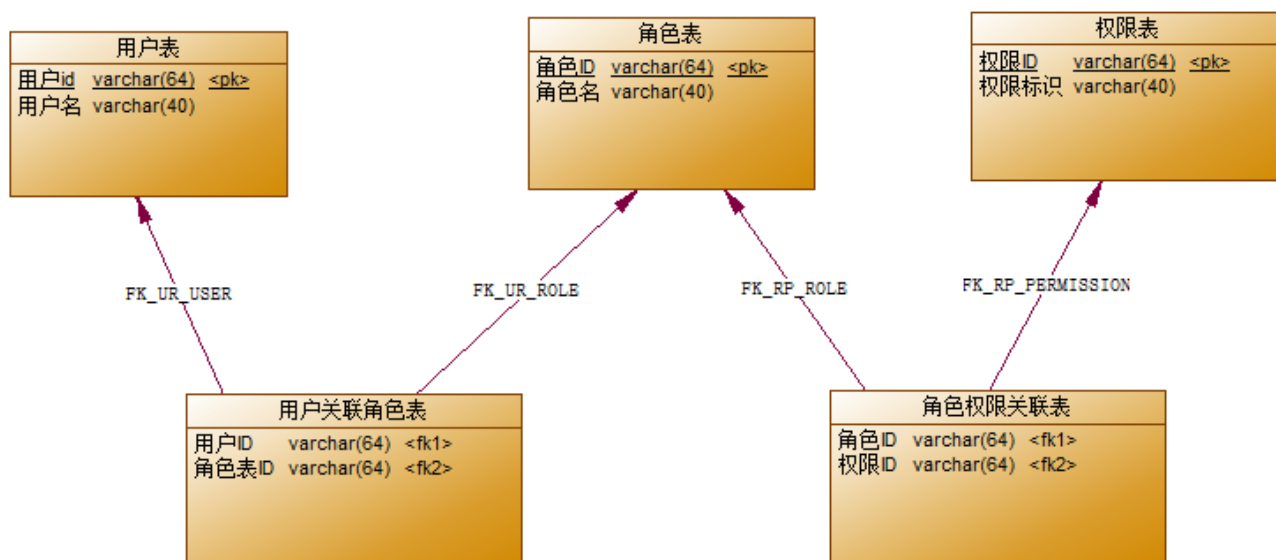 用户表
用户id varchar(64) <pk>
用户名 varchar(40)
角色表
角色ID varchar(64) <pk>
角色名 varchar(40)
权限表
权限ID varchar(64) <pk>
权限标识 varchar(40)
FK_UR_USER
FK_UR_ROLE
FK_RP_ROLE
FK_RP_PERMISSION
用户关联角色表
用户ID varchar(64) <fk1>
角色表ID varchar(64) <fk2>
角色权限关联表
角色ID varchar(64) <fk1>
权限ID varchar(64) <fk2>